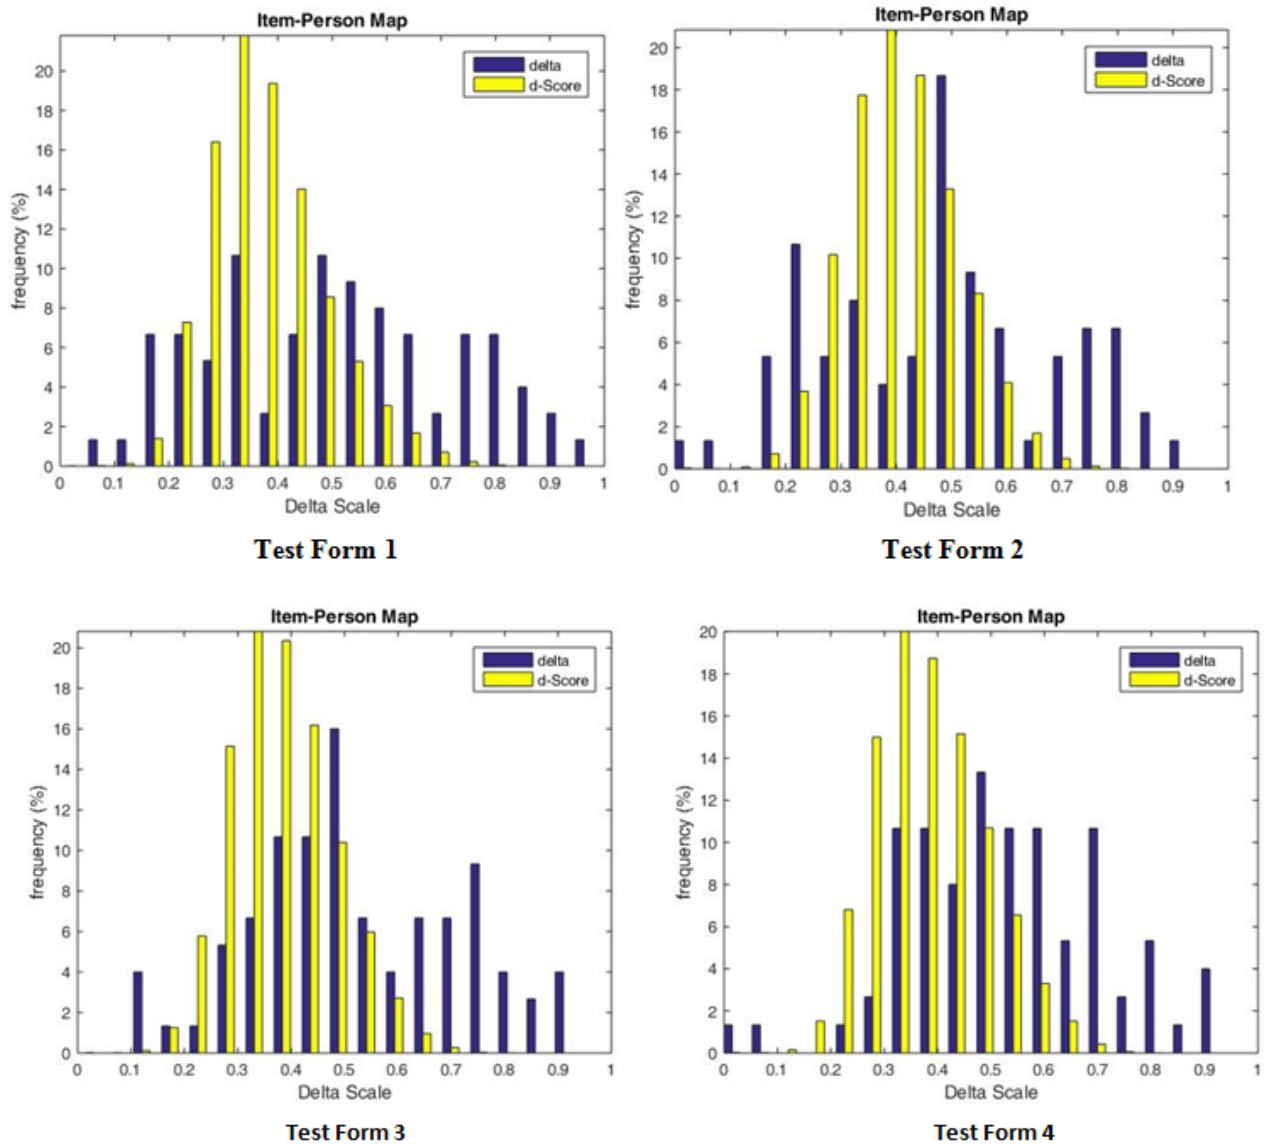 Item-Person Map
delta
d-Score
20
18
16
14
12
10
8
6
4
2
0
frequency (%)
0 0.1 0.2 0.3 0.4 0.5 0.6 0.7 0.8 0.9 1
Delta Scale
Test Form 1
Item-Person Map
delta
d-Score
20
18
16
14
12
10
8
6
4
2
0
frequency (%)
0 0.1 0.2 0.3 0.4 0.5 0.6 0.7 0.8 0.9 1
Delta Scale
Test Form 2
Item-Person Map
delta
d-Score
20
18
16
14
12
10
8
6
4
2
0
frequency (%)
0 0.1 0.2 0.3 0.4 0.5 0.6 0.7 0.8 0.9 1
Delta Scale
Test Form 3
Item-Person Map
delta
d-Score
20
18
16
14
12
10
8
6
4
2
0
frequency (%)
0 0.1 0.2 0.3 0.4 0.5 0.6 0.7 0.8 0.9 1
Delta Scale
Test Form 4